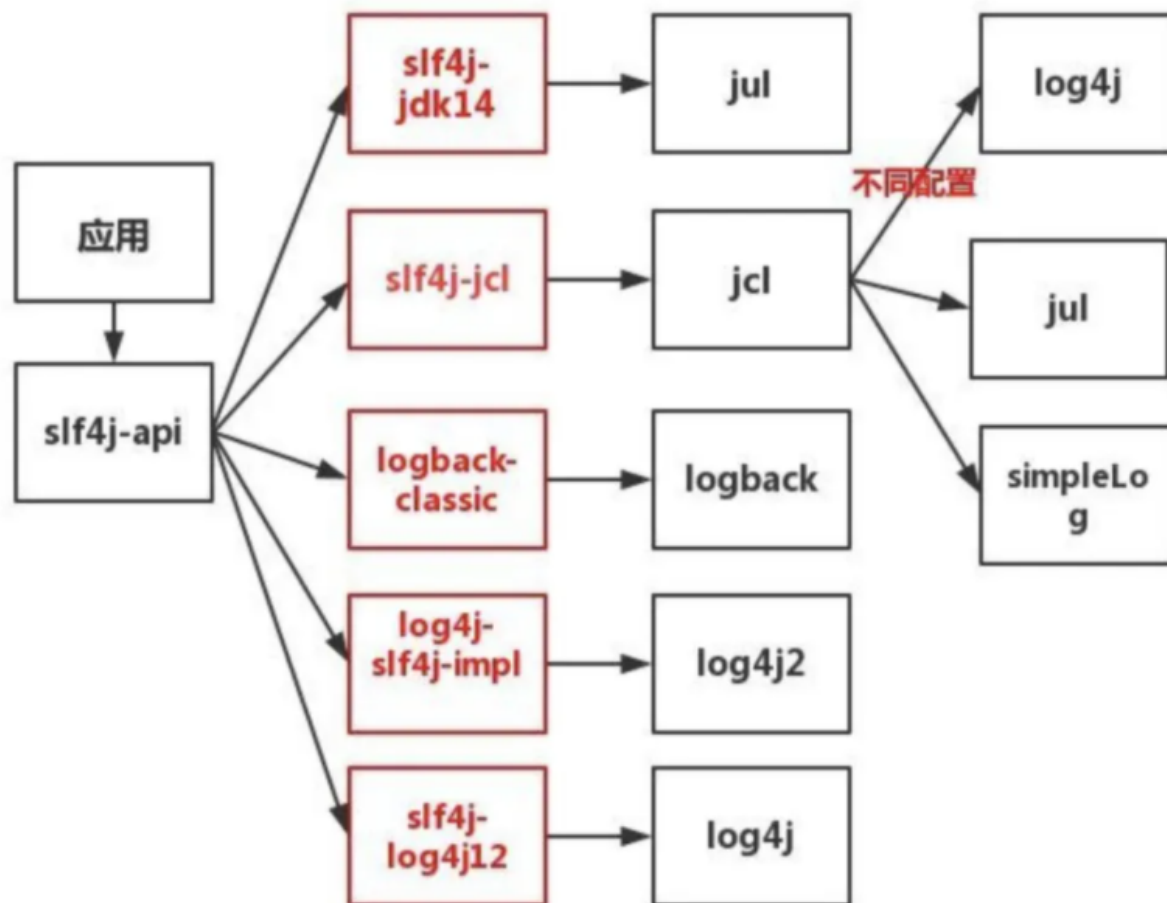 slf4j-
jdk14
jul
log4j
不同配置
应用
slf4j-jcl
jcl
jul
slf4j-api
logback-
classic
logback
simpleLo
g
log4j-
slf4j-impl
log4j2
slf4j-
log4j12
log4j